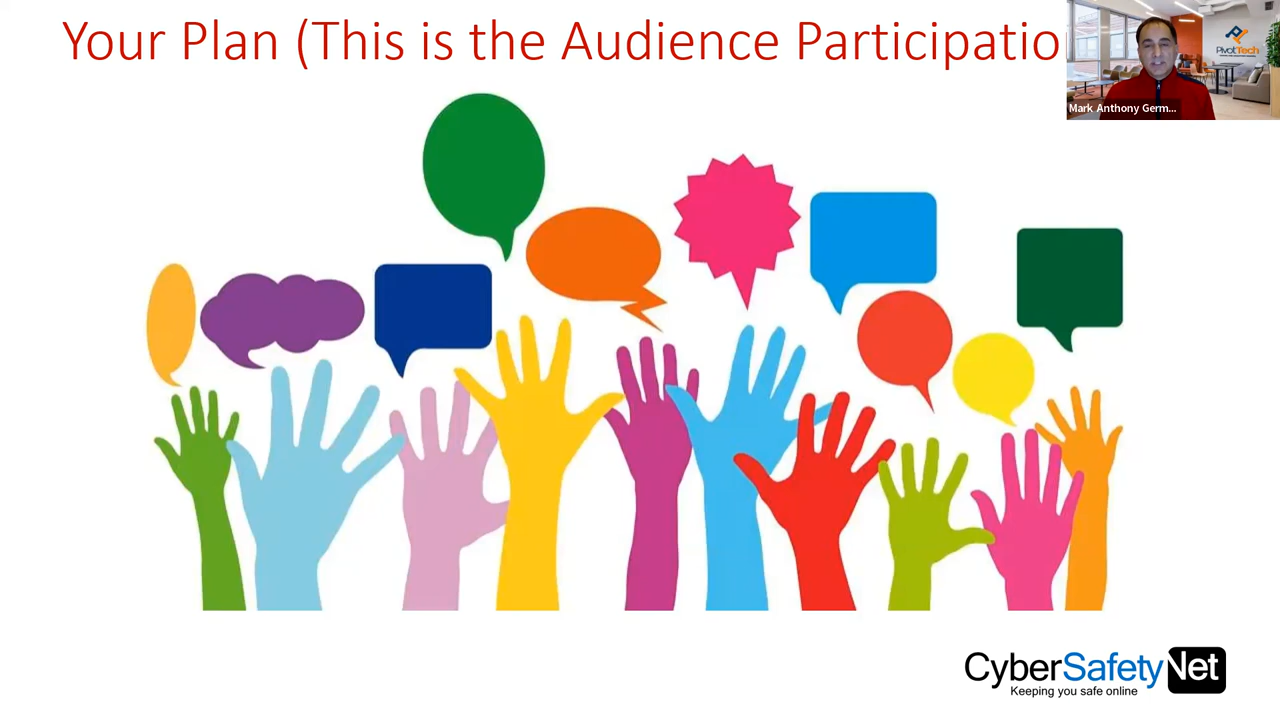 Your Plan (This is the Audience Participatio
PivotTech
Mark Anthony Germ...
CyberSafetyNet
Keeping you safe online